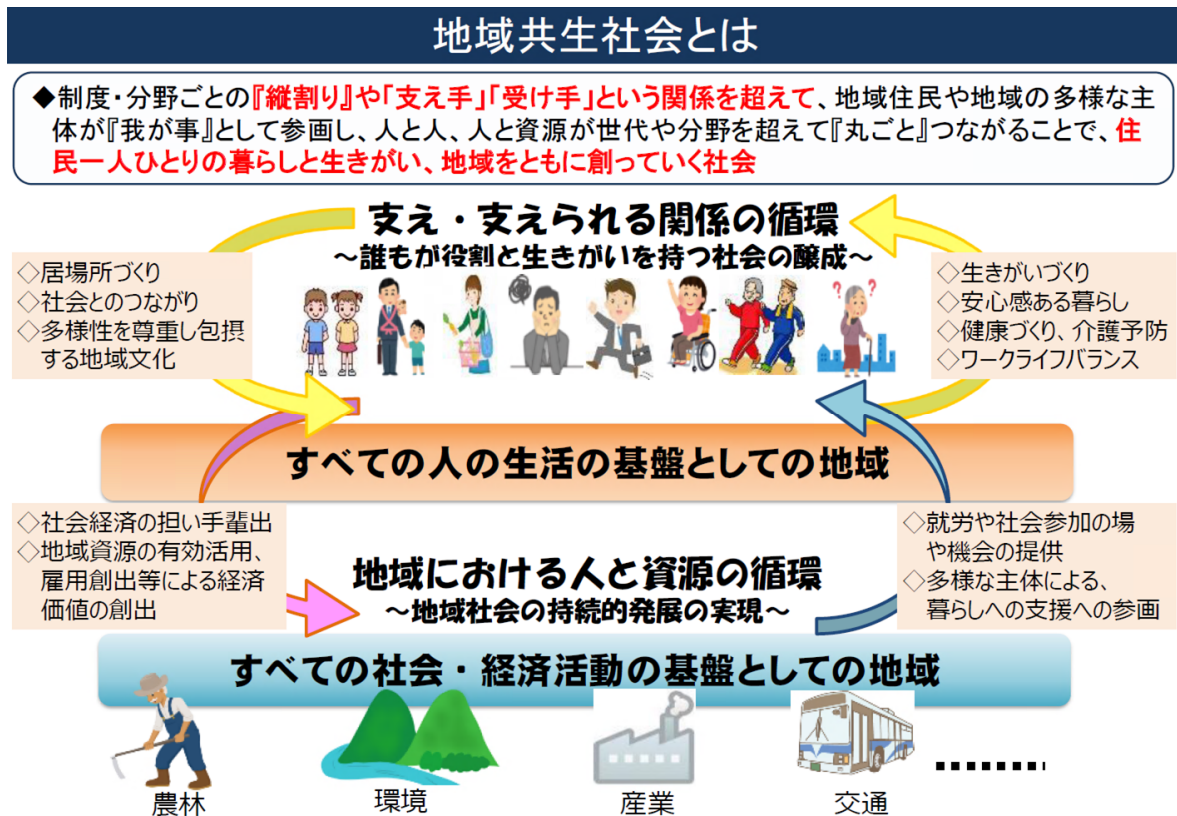 地域共生社会とは
◆制度・分野ごとの『縦割り』や「支え手」「受け手」という関係を超えて、地域住民や地域の多様な主
体が『我が事』として参画し、人と人、人と資源が世代や分野を超えて『丸ごと』つながることで、住
民一人ひとりの暮らしと生きがい、地域をともに創っていく社会
支え・支えられる関係の循環
～誰もが役割と生きがいを持つ社会の醸成～
◇居場所づくり
◇社会とのつながり
◇多様性を尊重し包摂
する地域文化
◇生きがいづくり
◇安心感ある暮らし
◇健康づくり、介護予防
◇ワークライフバランス
すべての人の生活の基盤としての地域
◇社会経済の担い手輩出
◇地域資源の有効活用、
雇用創出等による経済
価値の創出
地域における人と資源の循環
～地域社会の持続的発展の実現～
◇就労や社会参加の場
や機会の提供
◇多様な主体による、
暮らしへの支援への参画
すべての社会・経済活動の基盤としての地域
農林
環境
産業
交通